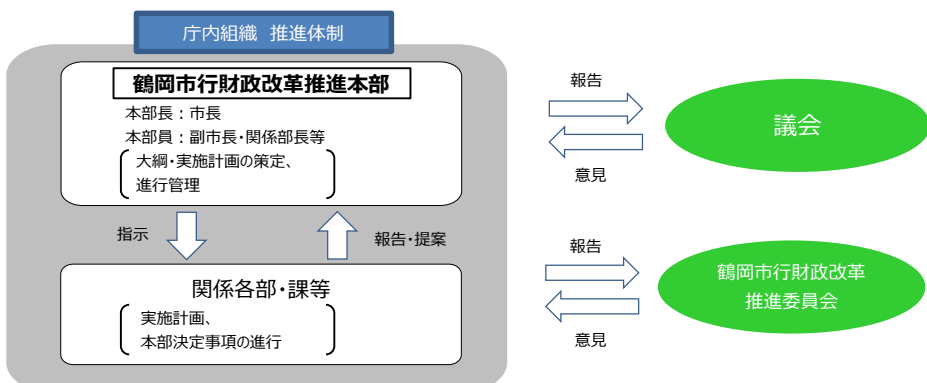 庁内組織 推進体制
鶴岡市行財政改革推進本部
本部長：市長
本部員：副市長・関係部長等
大綱・実施計画の策定、
進行管理
指示
報告・提案
関係各部・課等
実施計画、
本部決定事項の進行
報告
意見
議会
報告
意見
鶴岡市行財政改革
推進委員会